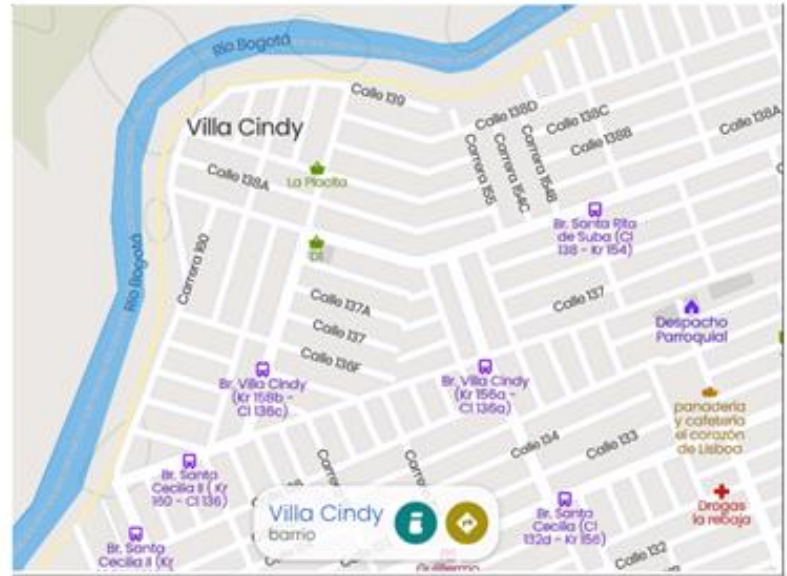 Río Bogotá
Calle 139
Villa Cindy
Calle 138D
Calle 138C
Calle 138B
Calle 138A
Carrera 155
Carrera 154C
Carrera 154B
Calle 138A
La Placita
Br. Santa Rita
de Suba (Cl
138 - Kr 154)
D1
Carrera 160
Río Bogotá
Calle 137A
Calle 137
Calle 136F
Calle 137
Despacho
Parroquial
Br. Villa Cindy
(Kr 158b -
Cl 136c)
Br. Villa Cindy
(Kr 156a -
Cl 136a)
panadería
y cafetería
el corazón
de Lisboa
Calle 134
Calle 133
Br. Santa
Cecilia II ( Kr
160 - Cl 136)
Carrer
Carrer
Drogas
la rebaja
Villa Cindy
barrio
Br. Santa
Cecilia (Cl
132d - Kr 156)
Br. Santa
Cecilia II (Kr
Guillermo
Calle 132